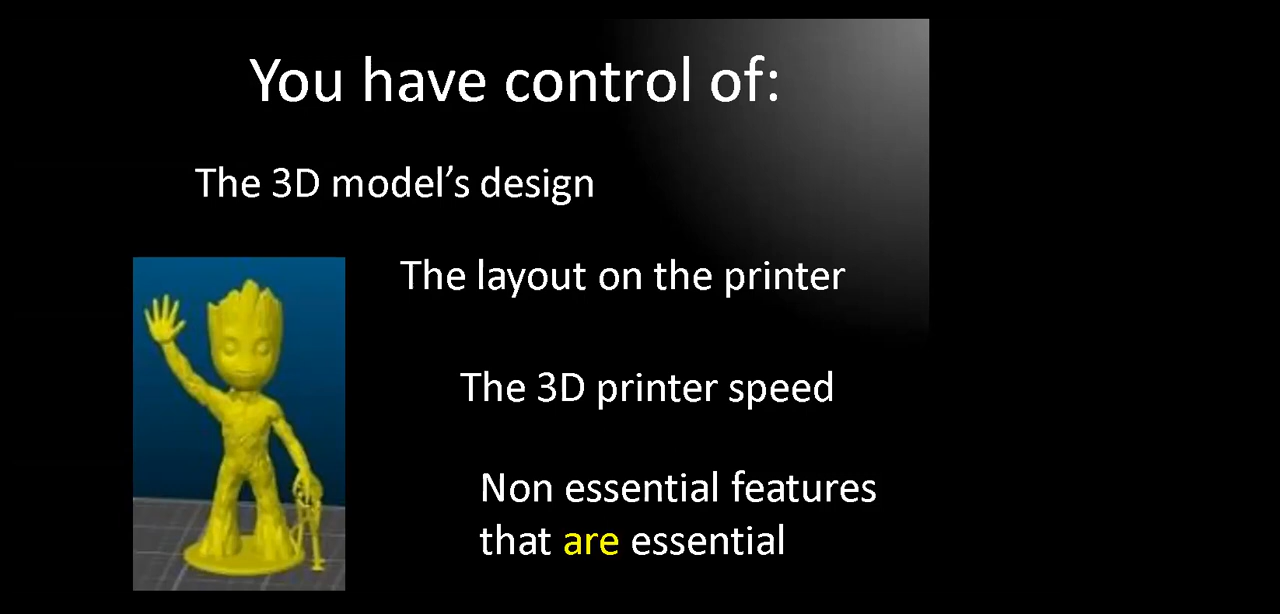 You have control of:
The 3D model’s design
The layout on the printer
The 3D printer speed
Non essential features
that are essential